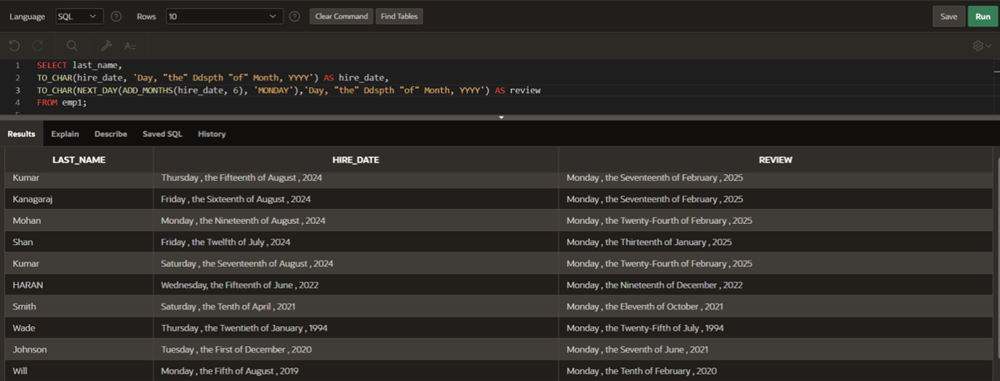 Language SQL Rows 10 Clear Command Find Tables Save Run
1 SELECT last_name,
2 TO_CHAR(hire_date, 'Day, "the" Ddspth "of" Month, YYYY') AS hire_date,
3 TO_CHAR(NEXT_DAY(ADD_MONTHS(hire_date, 6), 'MONDAY'),'Day, "the" Ddspth "of" Month, YYYY') AS review
4 FROM emp1;
Results Explain Describe Saved SQL History
LAST_NAME HIRE_DATE REVIEW
Kumar Thursday , the Fifteenth of August , 2024 Monday , the Seventeenth of February , 2025
Kanagaraj Friday , the Sixteenth of August , 2024 Monday , the Seventeenth of February , 2025
Mohan Monday , the Nineteenth of August , 2024 Monday , the Twenty-Fourth of February , 2025
Shan Friday , the Twelfth of July , 2024 Monday , the Thirteenth of January , 2025
Kumar Saturday , the Seventeenth of August , 2024 Monday , the Twenty-Fourth of February , 2025
HARAN Wednesday, the Fifteenth of June , 2022 Monday , the Nineteenth of December , 2022
Smith Saturday , the Tenth of April , 2021 Monday , the Eleventh of October , 2021
Wade Thursday , the Twentieth of January , 1994 Monday , the Twenty-Fifth of July , 1994
Johnson Tuesday , the First of December , 2020 Monday , the Seventh of June , 2021
Will Monday , the Fifth of August , 2019 Monday , the Tenth of February , 2020